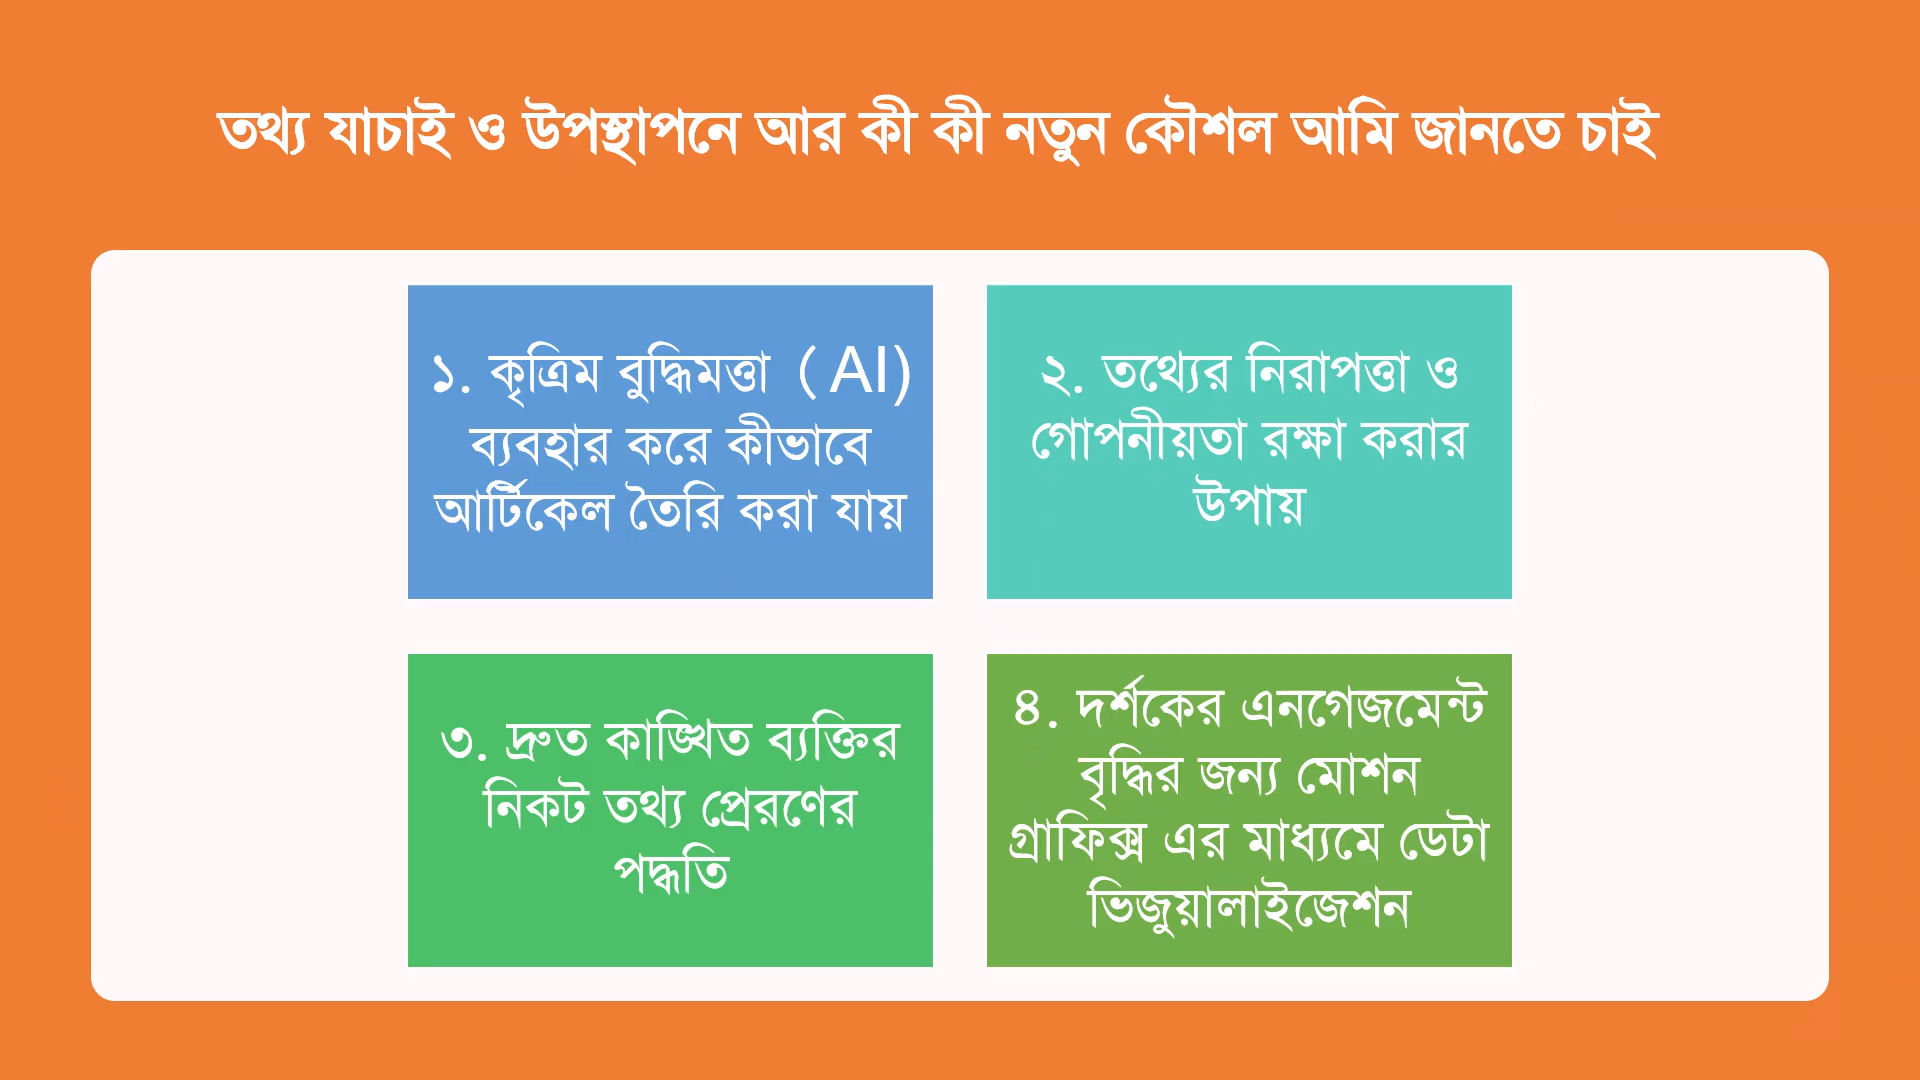 তথ্য যাচাই ও উপস্থাপনে আর কী কী নতুন কৌশল আমি জানতে চাই
১. কৃত্রিম বুদ্ধিমত্তা (AI)
ব্যবহার করে কীভাবে
আর্টিকেল তৈরি করা যায়
২. তথ্যের নিরাপত্তা ও
গোপনীয়তা রক্ষা করার
উপায়
৩. দ্রুত কাঙ্খিত ব্যক্তির
নিকট তথ্য প্রেরণের
পদ্ধতি
৪. দর্শকের এনগেজমেন্ট
বৃদ্ধির জন্য মোশন
গ্রাফিক্স এর মাধ্যমে ডেটা
ভিজুয়ালাইজেশন